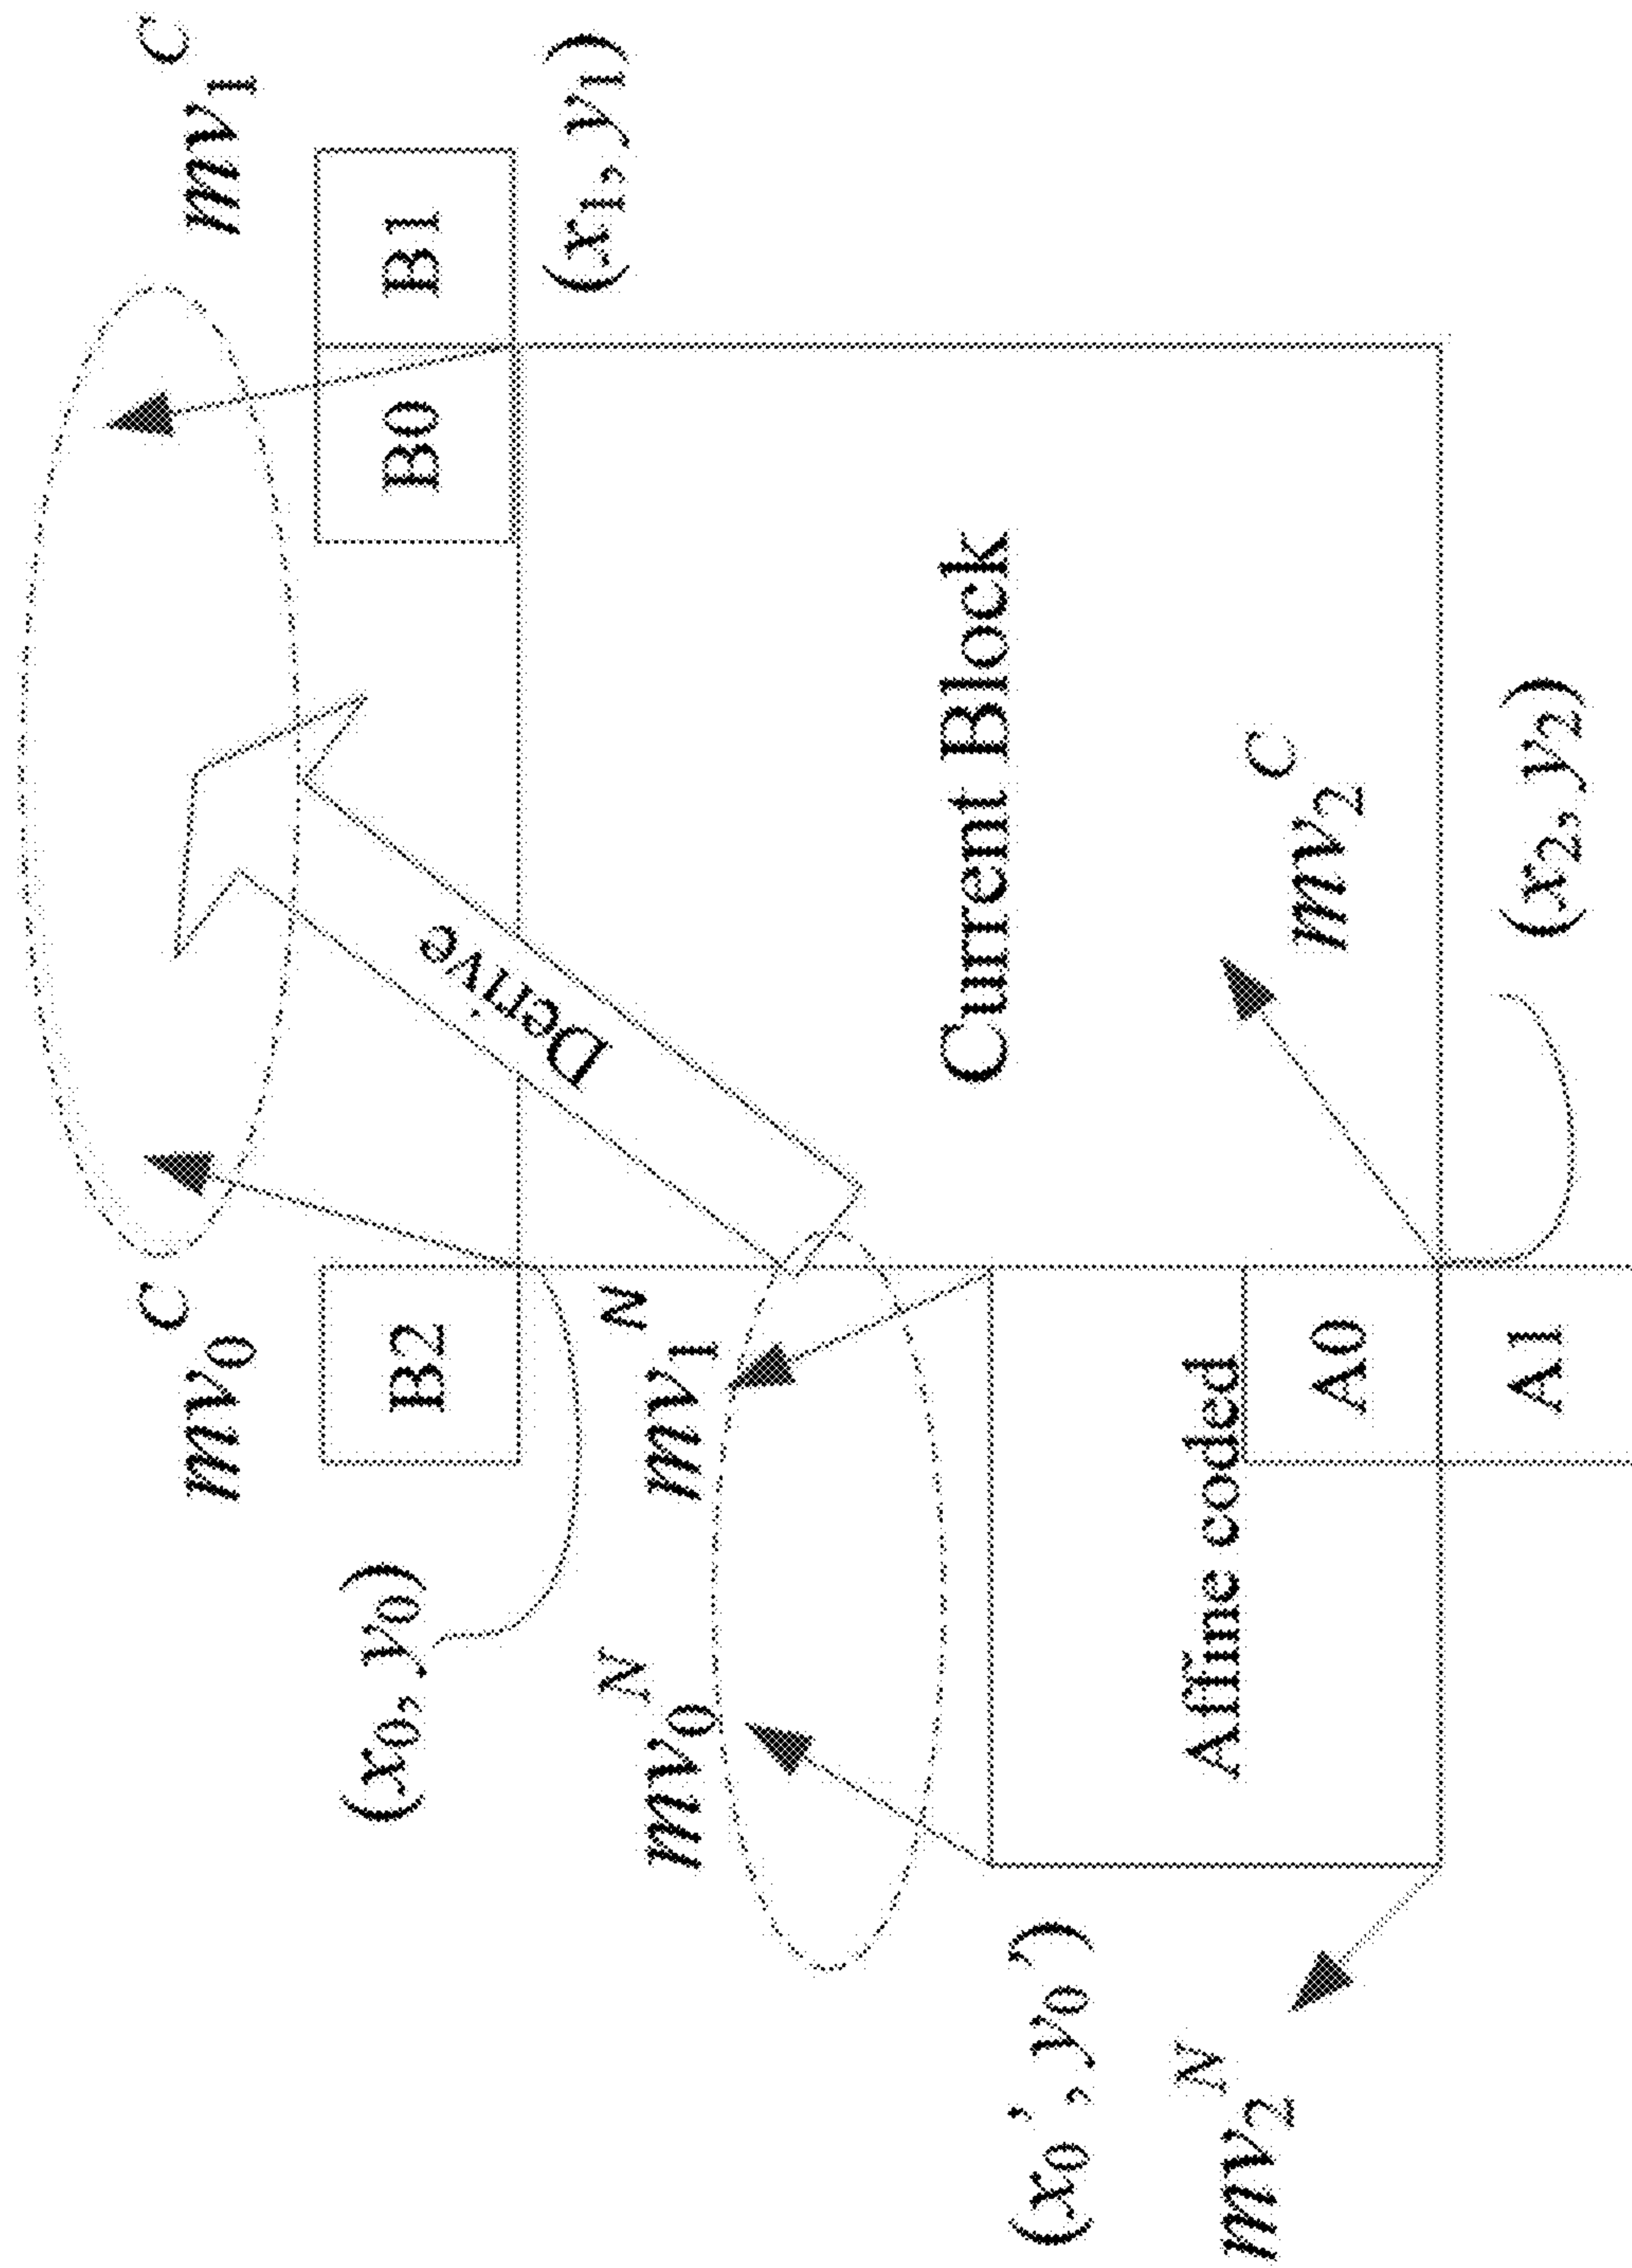 mv₀ᶜ
mv₁ᶜ
B2
B0
B1
(x₀, y₀)
(x₁, y₁)
Derive
mv₀ᴺ
mv₁ᴺ
Current Block
(x₀’, y₀’)
Affine coded
mv₂ᴺ
mv₂ᶜ
A0
A1
(x₂, y₂)